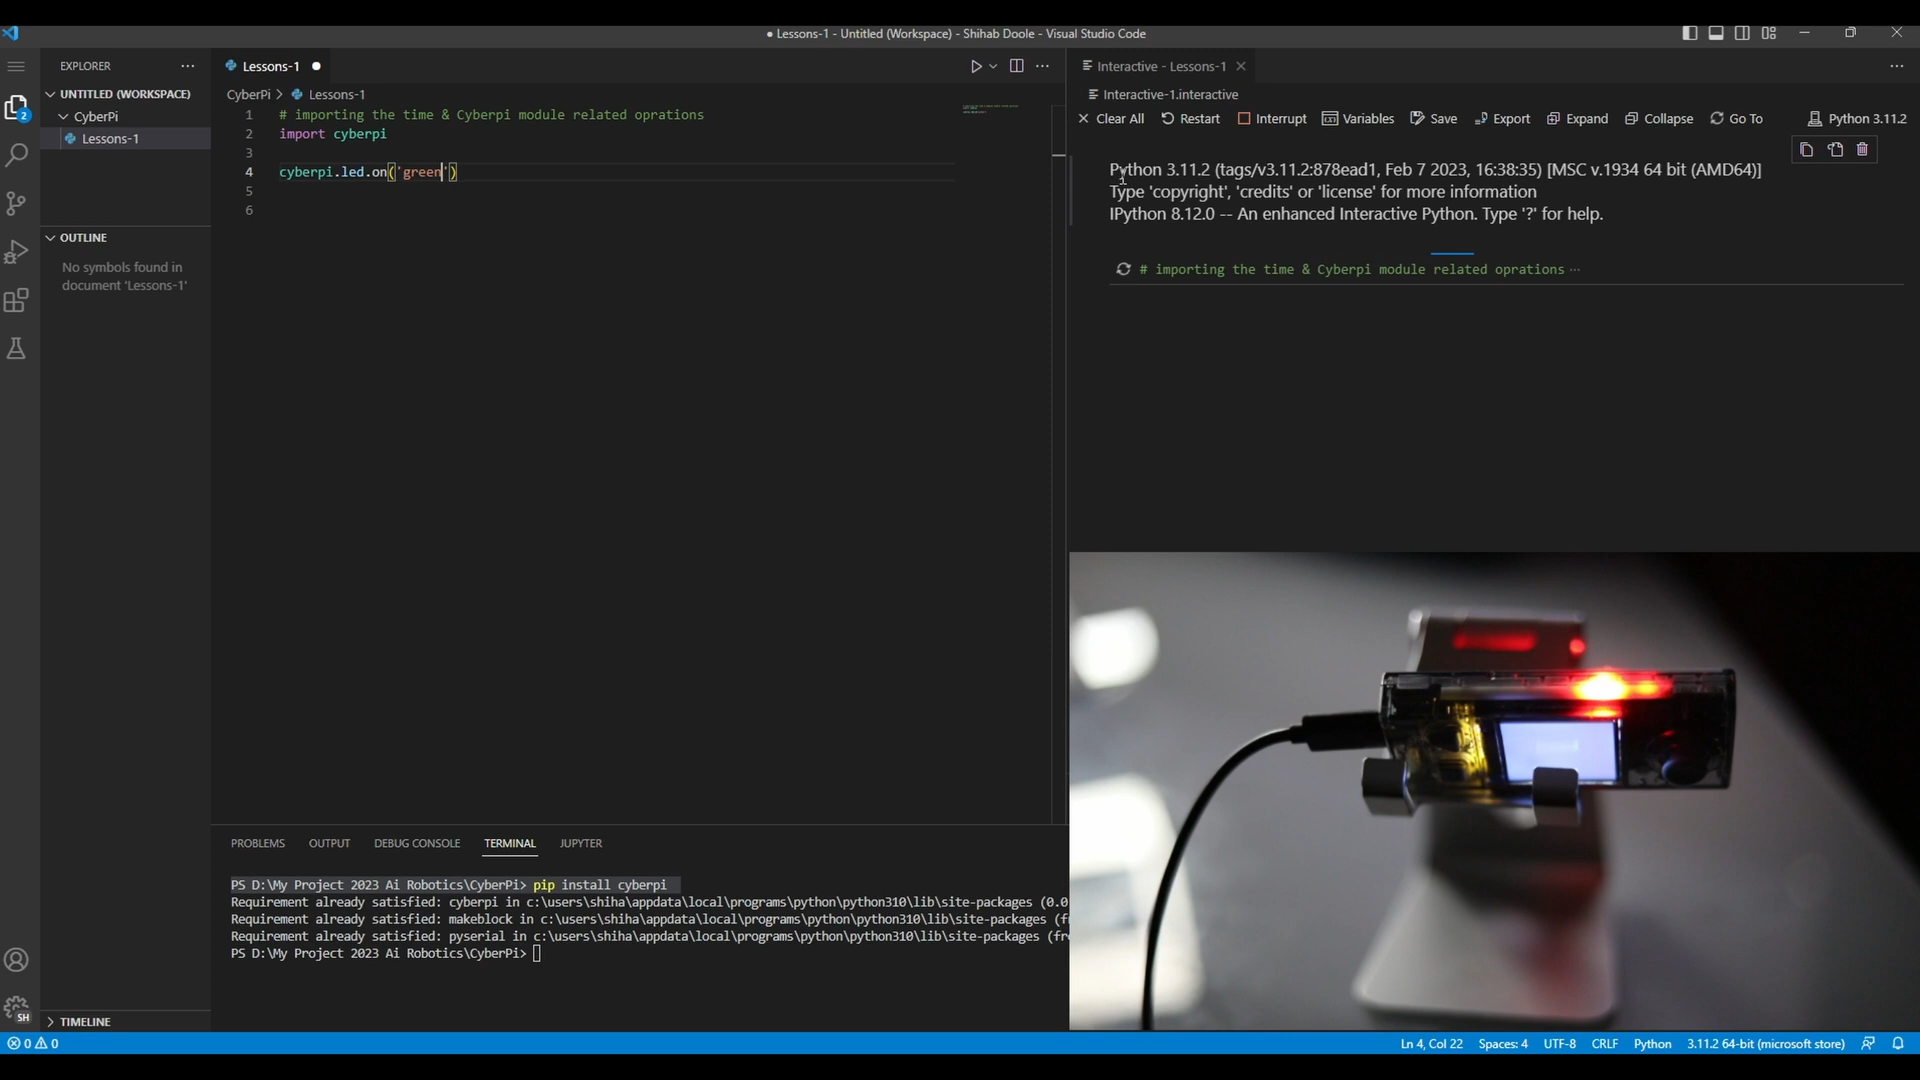 ● Lessons-1 - Untitled (Workspace) - Shihab Doole - Visual Studio Code
EXPLORER
UNTITLED (WORKSPACE)
CyberPi
Lessons-1
OUTLINE
No symbols found in
document 'Lessons-1'
TIMELINE
2
SH
Lessons-1 ●
CyberPi > Lessons-1
1 # importing the time & Cyberpi module related oprations
2 import cyberpi
3
4 cyberpi.led.on('green')
5
6
PROBLEMS OUTPUT DEBUG CONSOLE TERMINAL JUPYTER
PS D:\My Project 2023 Ai Robotics\CyberPi> pip install cyberpi
Requirement already satisfied: cyberpi in c:\users\shiha\appdata\local\programs\python\python310\lib\site-packages (0.0
Requirement already satisfied: makeblock in c:\users\shiha\appdata\local\programs\python\python310\lib\site-packages (f
Requirement already satisfied: pyserial in c:\users\shiha\appdata\local\programs\python\python310\lib\site-packages (fr
PS D:\My Project 2023 Ai Robotics\CyberPi>
Interactive - Lessons-1
Interactive-1.interactive
Clear All Restart Interrupt Variables Save Export Expand Collapse Go To Python 3.11.2
Python 3.11.2 (tags/v3.11.2:878ead1, Feb 7 2023, 16:38:35) [MSC v.1934 64 bit (AMD64)]
Type 'copyright', 'credits' or 'license' for more information
IPython 8.12.0 -- An enhanced Interactive Python. Type '?' for help.
# importing the time & Cyberpi module related oprations ···
0 0 Ln 4, Col 22 Spaces: 4 UTF-8 CRLF Python 3.11.2 64-bit (microsoft store)